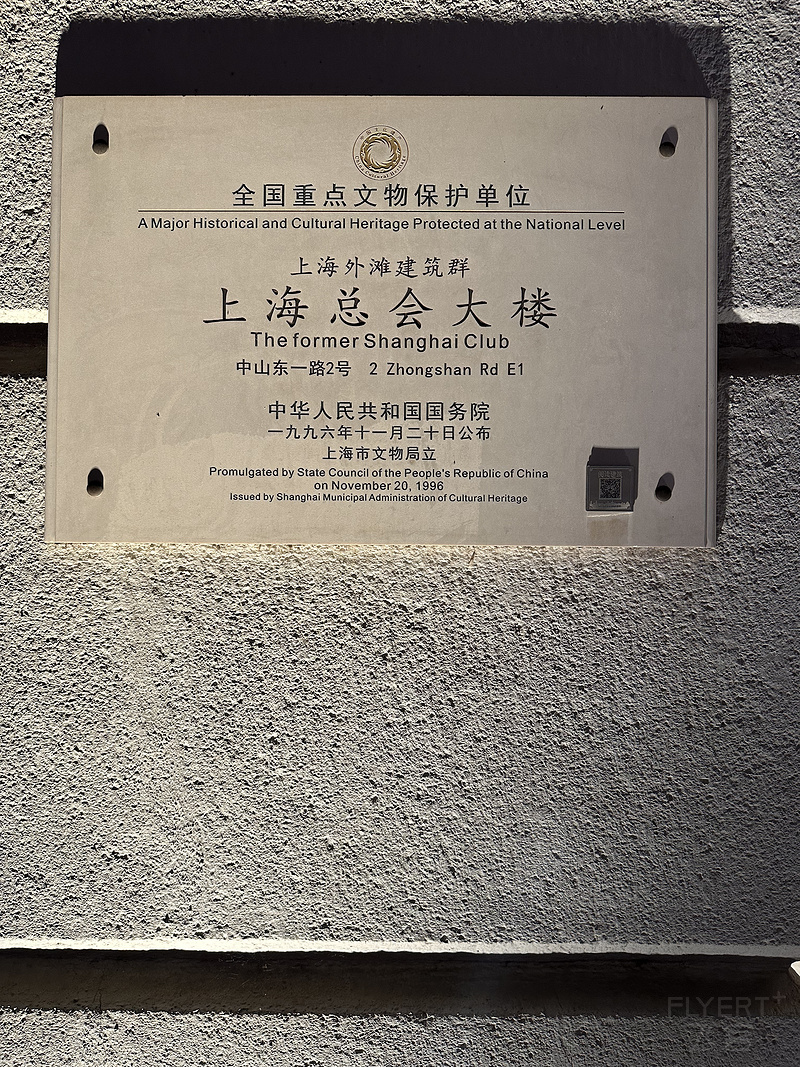 全国重点文物保护单位
A Major Historical and Cultural Heritage Protected at the National Level
上海外滩建筑群
上海总会大楼
The former Shanghai Club
中山东一路2号 2 Zhongshan Rd E1
中华人民共和国国务院
一九九六年十一月二十日公布
上海市文物局立
Promulgated by State Council of the People's Republic of China
on November 20, 1996
Issued by Shanghai Municipal Administration of Cultural Heritage
FLYERT+